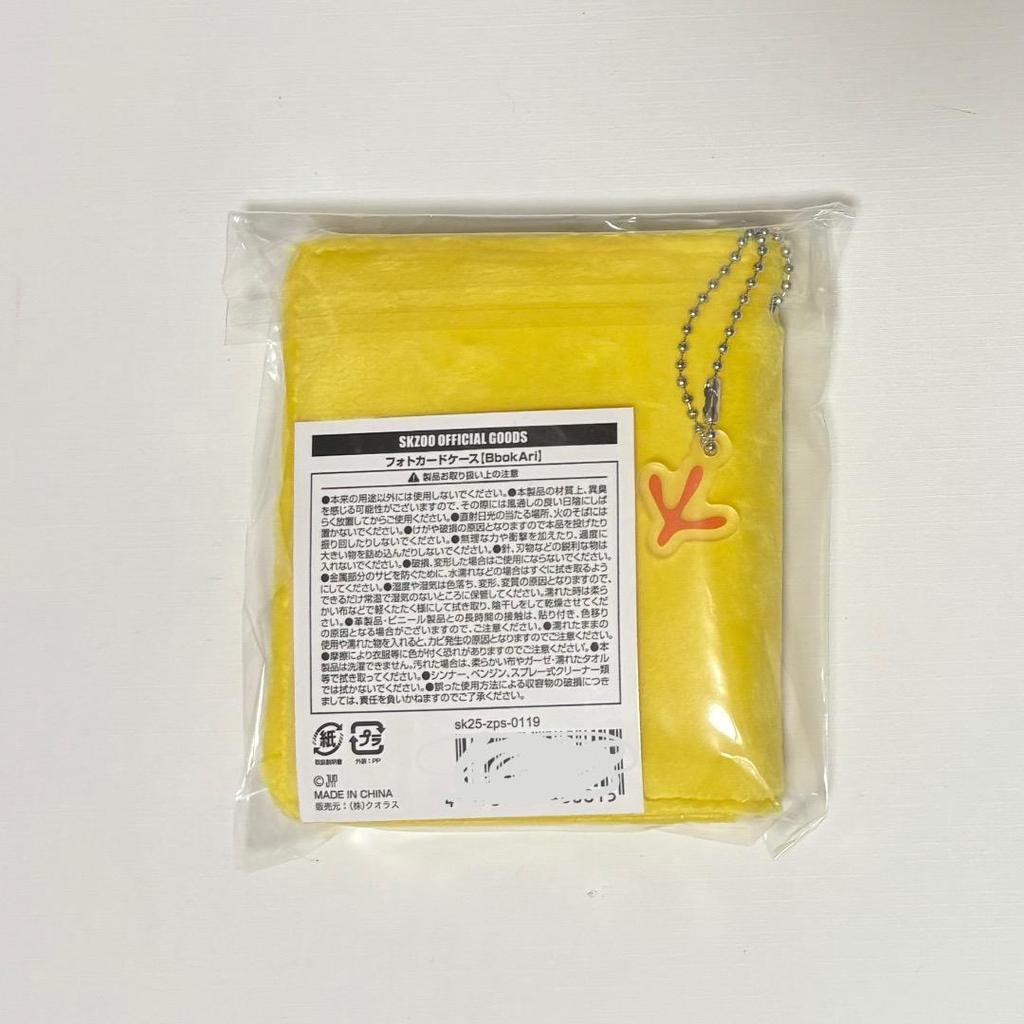 SKZOO OFFICIAL GOODS
フォトカードケース【BbokAri】
製品お取り扱い上の注意
●本来の用途以外には使用しないでください。●本製品の材質上、異臭
を感じる可能性がございますので、その際には風通しの良い日陰にしば
らく放置してからご使用ください。●直射日光の当たる場所、火のそばには
置かないでください。●けがや破損の原因となりますので本品を投げたり
振り回したりしないでください。●無理な力や衝撃を加えたり、過度に
大きい物を詰め込んだりしないでください。●針、刃物などの鋭利な物は
入れないでください。●破損、変形した場合はご使用にならないでください。
●金属部分のサビを防ぐために、水濡れなどの場合はすぐに拭き取るよう
にしてください。●湿度や湿気は色落ち、変形、変質の原因となりますので、
できるだけ常温で湿気のないところに保管してください。濡れた時は柔ら
かい布などで軽くたたく様にして拭き取り、陰干しをして乾燥させてくだ
さい。●革製品・ビニール製品との長時間の接触は、貼り付き、色移り
の原因となる場合がございますので、ご注意ください。●濡れたままの
使用や濡れた物を入れると、カビ発生の原因となりますのでご注意ください。
●摩擦により衣服等に色が付く恐れがありますのでご注意ください。●本
製品は洗濯できません。汚れた場合は、柔らかい布やガーゼ・濡れたタオル
等で拭き取ってください。●シンナー、ベンジン、スプレー式クリーナー類
では拭かないでください。●誤った使用方法による収容物の破損につき
ましては、責任を負いかねますのでご了承ください。
紙 プラ
取扱説明書 外装:PP
sk25-zps-0119
©JYP
MADE IN CHINA
販売元:(株)クオラス